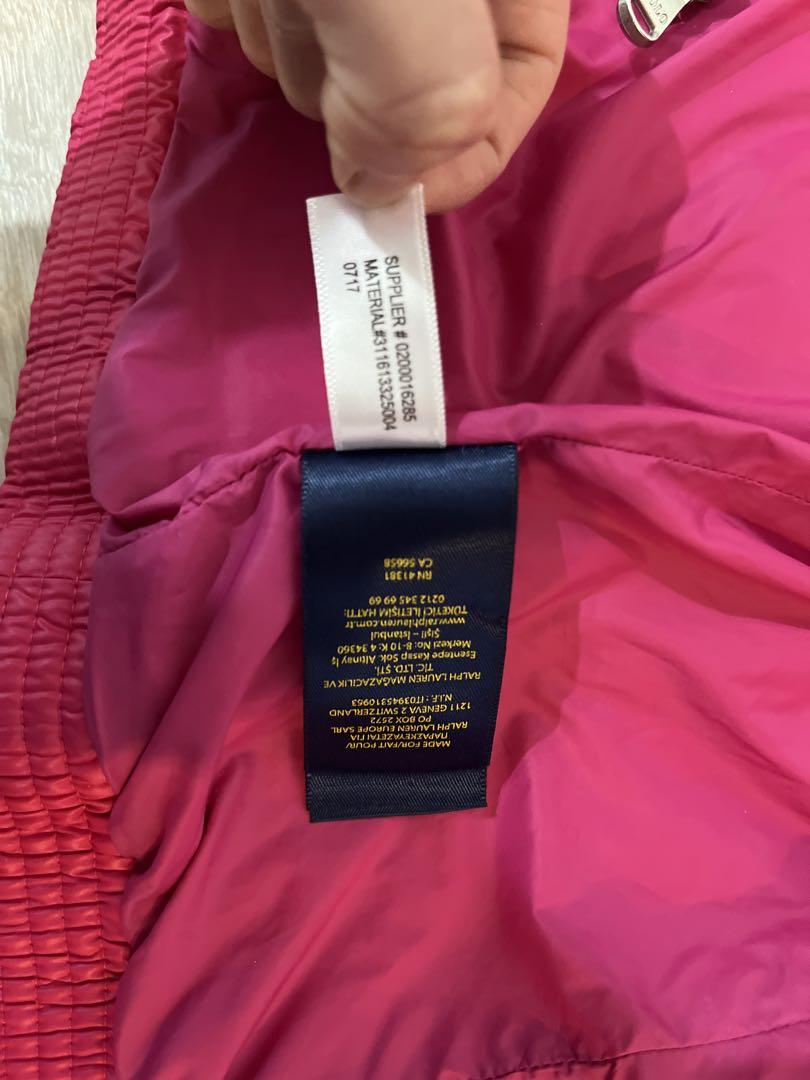 SUPPLIER # 0200016285
MATERIAL#311613325004
0717
MADE FOR/FAIT POUR/
ΠΑΡΑΣΚΕΥΑΖΕΤΑΙ ΓΙΑ
RALPH LAUREN EUROPE SARL
PO BOX 2572
1211 GENEVA 2 SWITZERLAND
N.I.F. : IT03945310953
RALPH LAUREN MAĞAZACILIK VE
TİC. LTD. ŞTİ.
Esentepe Kasap Sok. Altınay İş
Merkezi No: 8-10 K: 4 34360
Şişli – İstanbul
www.ralphlauren.com.tr
TÜKETİCİ İLETİŞİM HATTI:
0212 345 69 69
RN 41381
CA 56658